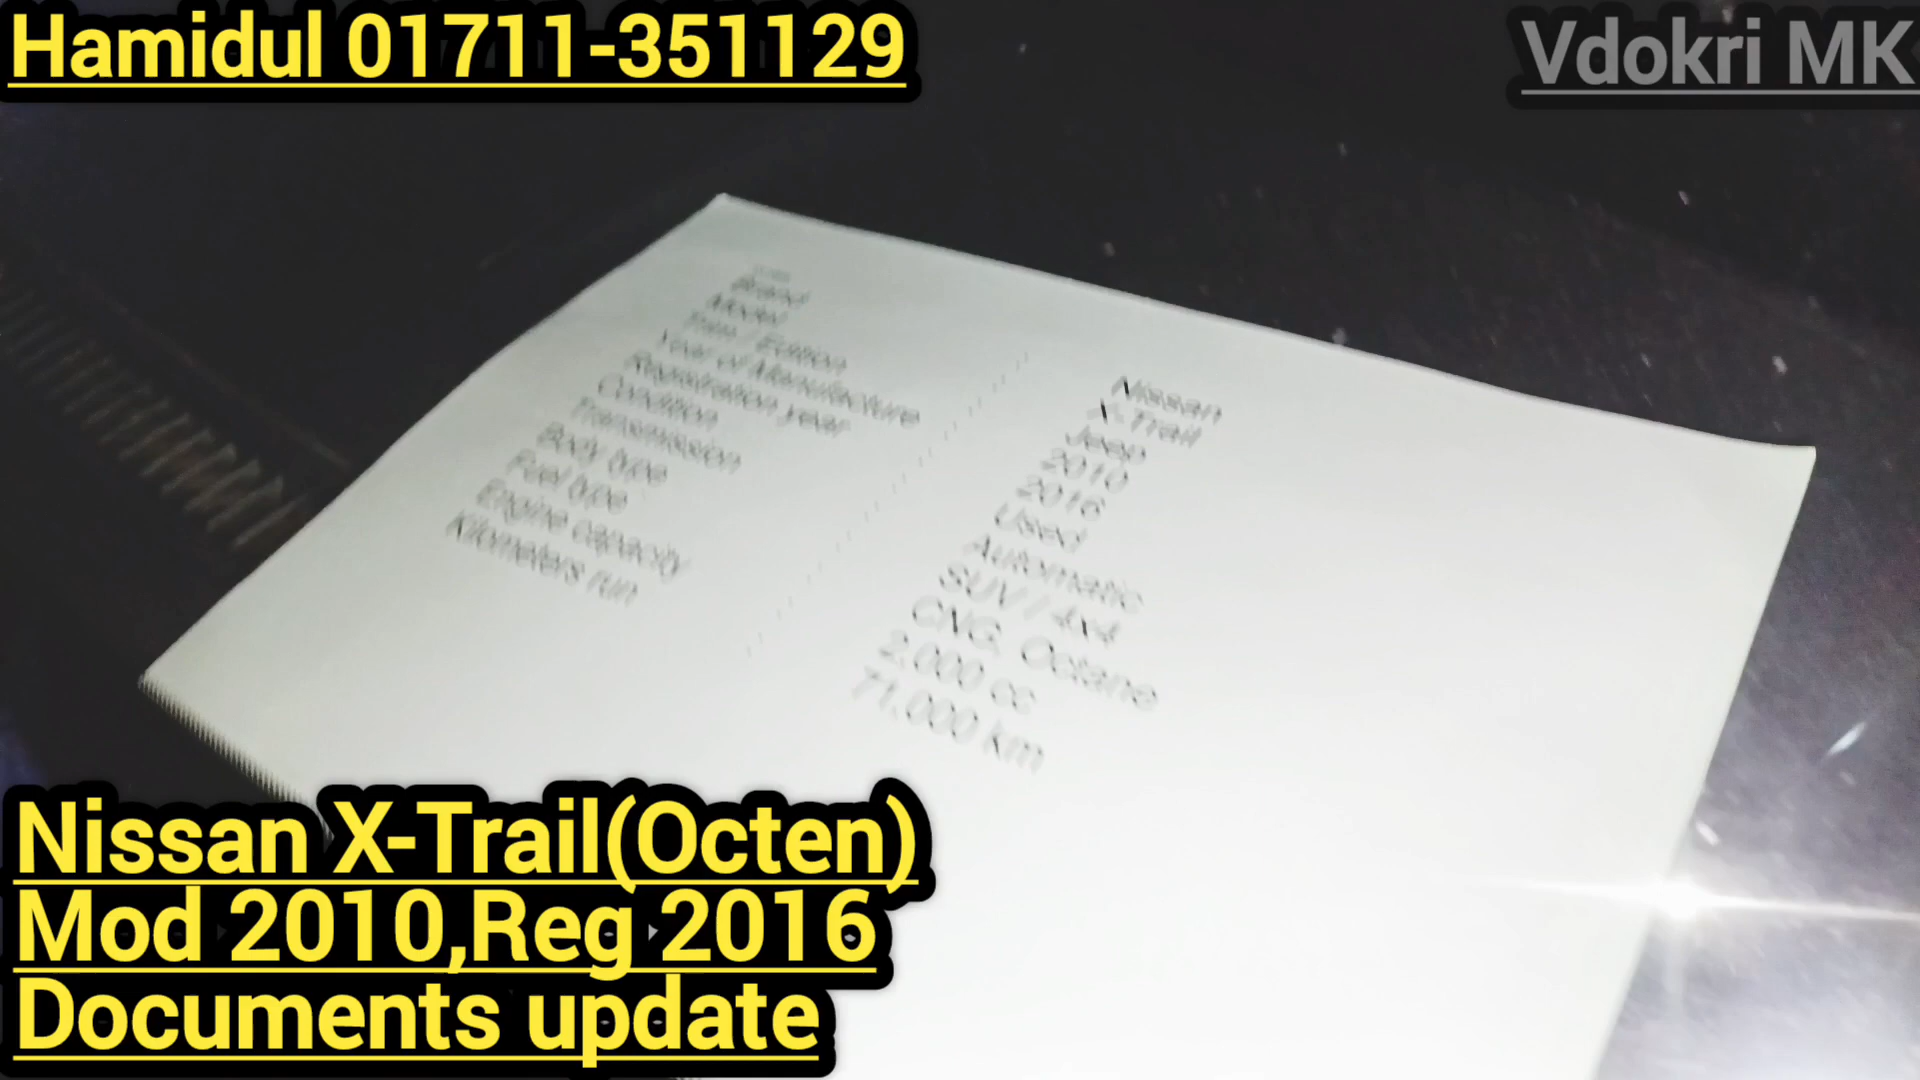 Hamidul 01711-351129
Vdokri MK
Brand
Model
Trim / Edition
Year of Manufacture
Registration year
Condition
Transmission
Body type
Fuel type
Engine capacity
Kilometers run
Nissan
X-Trail
Jeep
2010
2016
Used
Automatic
SUV / 4x4
CNG, Octane
2,000 cc
71,000 km
Nissan X-Trail(Octen)
Mod 2010,Reg 2016
Documents update